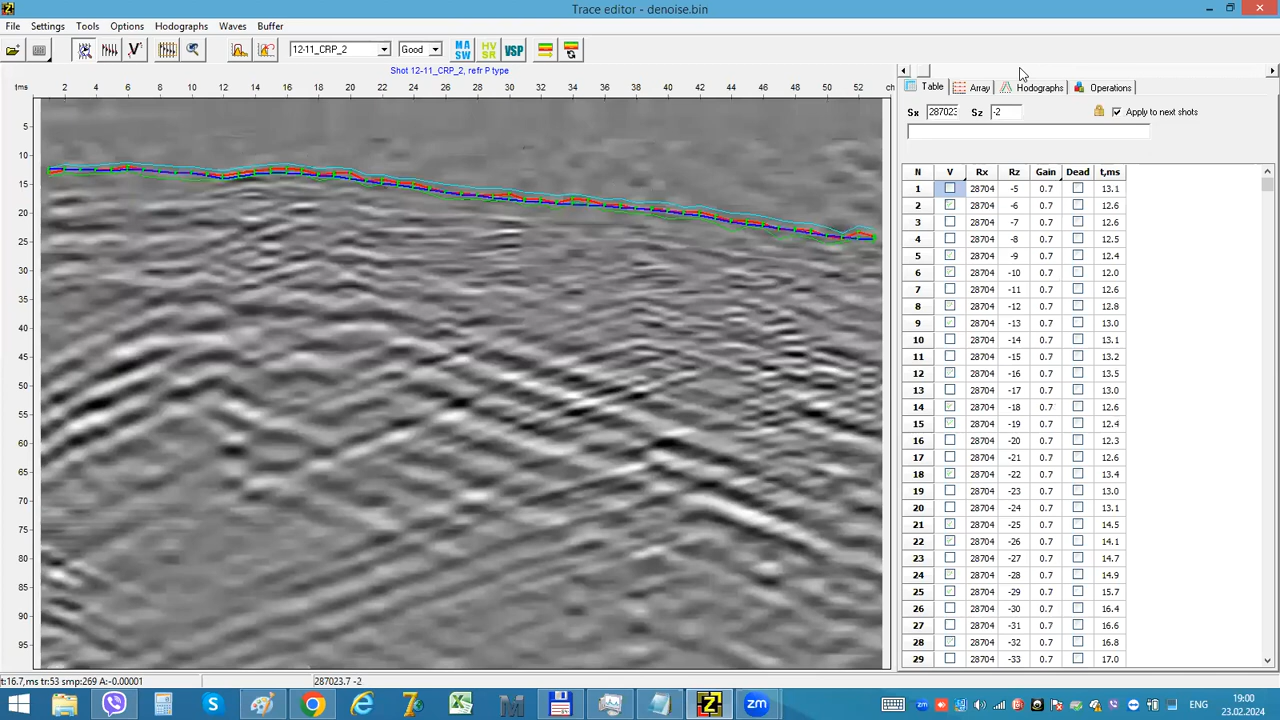 Trace editor - denoise.bin
File Settings Tools Options Hodographs Waves Buffer
12-11_CRP_2 Good MA SW HV SR VSP
Shot 12-11_CRP_2, refr P type
1ms 2 4 6 8 10 12 14 16 18 20 22 24 26 28 30 32 34 36 38 40 42 44 46 48 50 52 ch
5
10
15
20
25
30
35
40
45
50
55
60
65
70
75
80
85
90
95
Table Array Hodographs Operations
Sx 287023. Sz -2 Apply to next shots
N V Rx Rz Gain Dead t,ms
1 28704 -5 0.7 13.1
2 28704 -6 0.7 12.6
3 28704 -7 0.7 12.6
4 28704 -8 0.7 12.5
5 28704 -9 0.7 12.4
6 28704 -10 0.7 12.0
7 28704 -11 0.7 12.6
8 28704 -12 0.7 12.8
9 28704 -13 0.7 13.0
10 28704 -14 0.7 13.1
11 28704 -15 0.7 13.2
12 28704 -16 0.7 13.5
13 28704 -17 0.7 13.0
14 28704 -18 0.7 12.6
15 28704 -19 0.7 12.4
16 28704 -20 0.7 12.3
17 28704 -21 0.7 12.6
18 28704 -22 0.7 13.4
19 28704 -23 0.7 13.0
20 28704 -24 0.7 13.1
21 28704 -25 0.7 14.5
22 28704 -26 0.7 14.1
23 28704 -27 0.7 14.7
24 28704 -28 0.7 14.9
25 28704 -29 0.7 15.7
26 28704 -30 0.7 16.4
27 28704 -31 0.7 16.6
28 28704 -32 0.7 16.8
29 28704 -33 0.7 17.0
t:16.7,ms tr:53 smp:269 A:-0.00001 287023.7 -2
zm ENG
19:00
23.02.2024